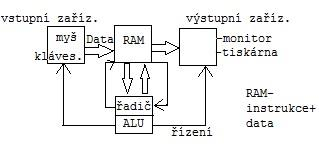 vstupní zaříz.
výstupní zaříz.
myš
kláves.
Data
RAM
-monitor
-tiskárna
řadič
ALU
řízení
RAM-
instrukce+
data